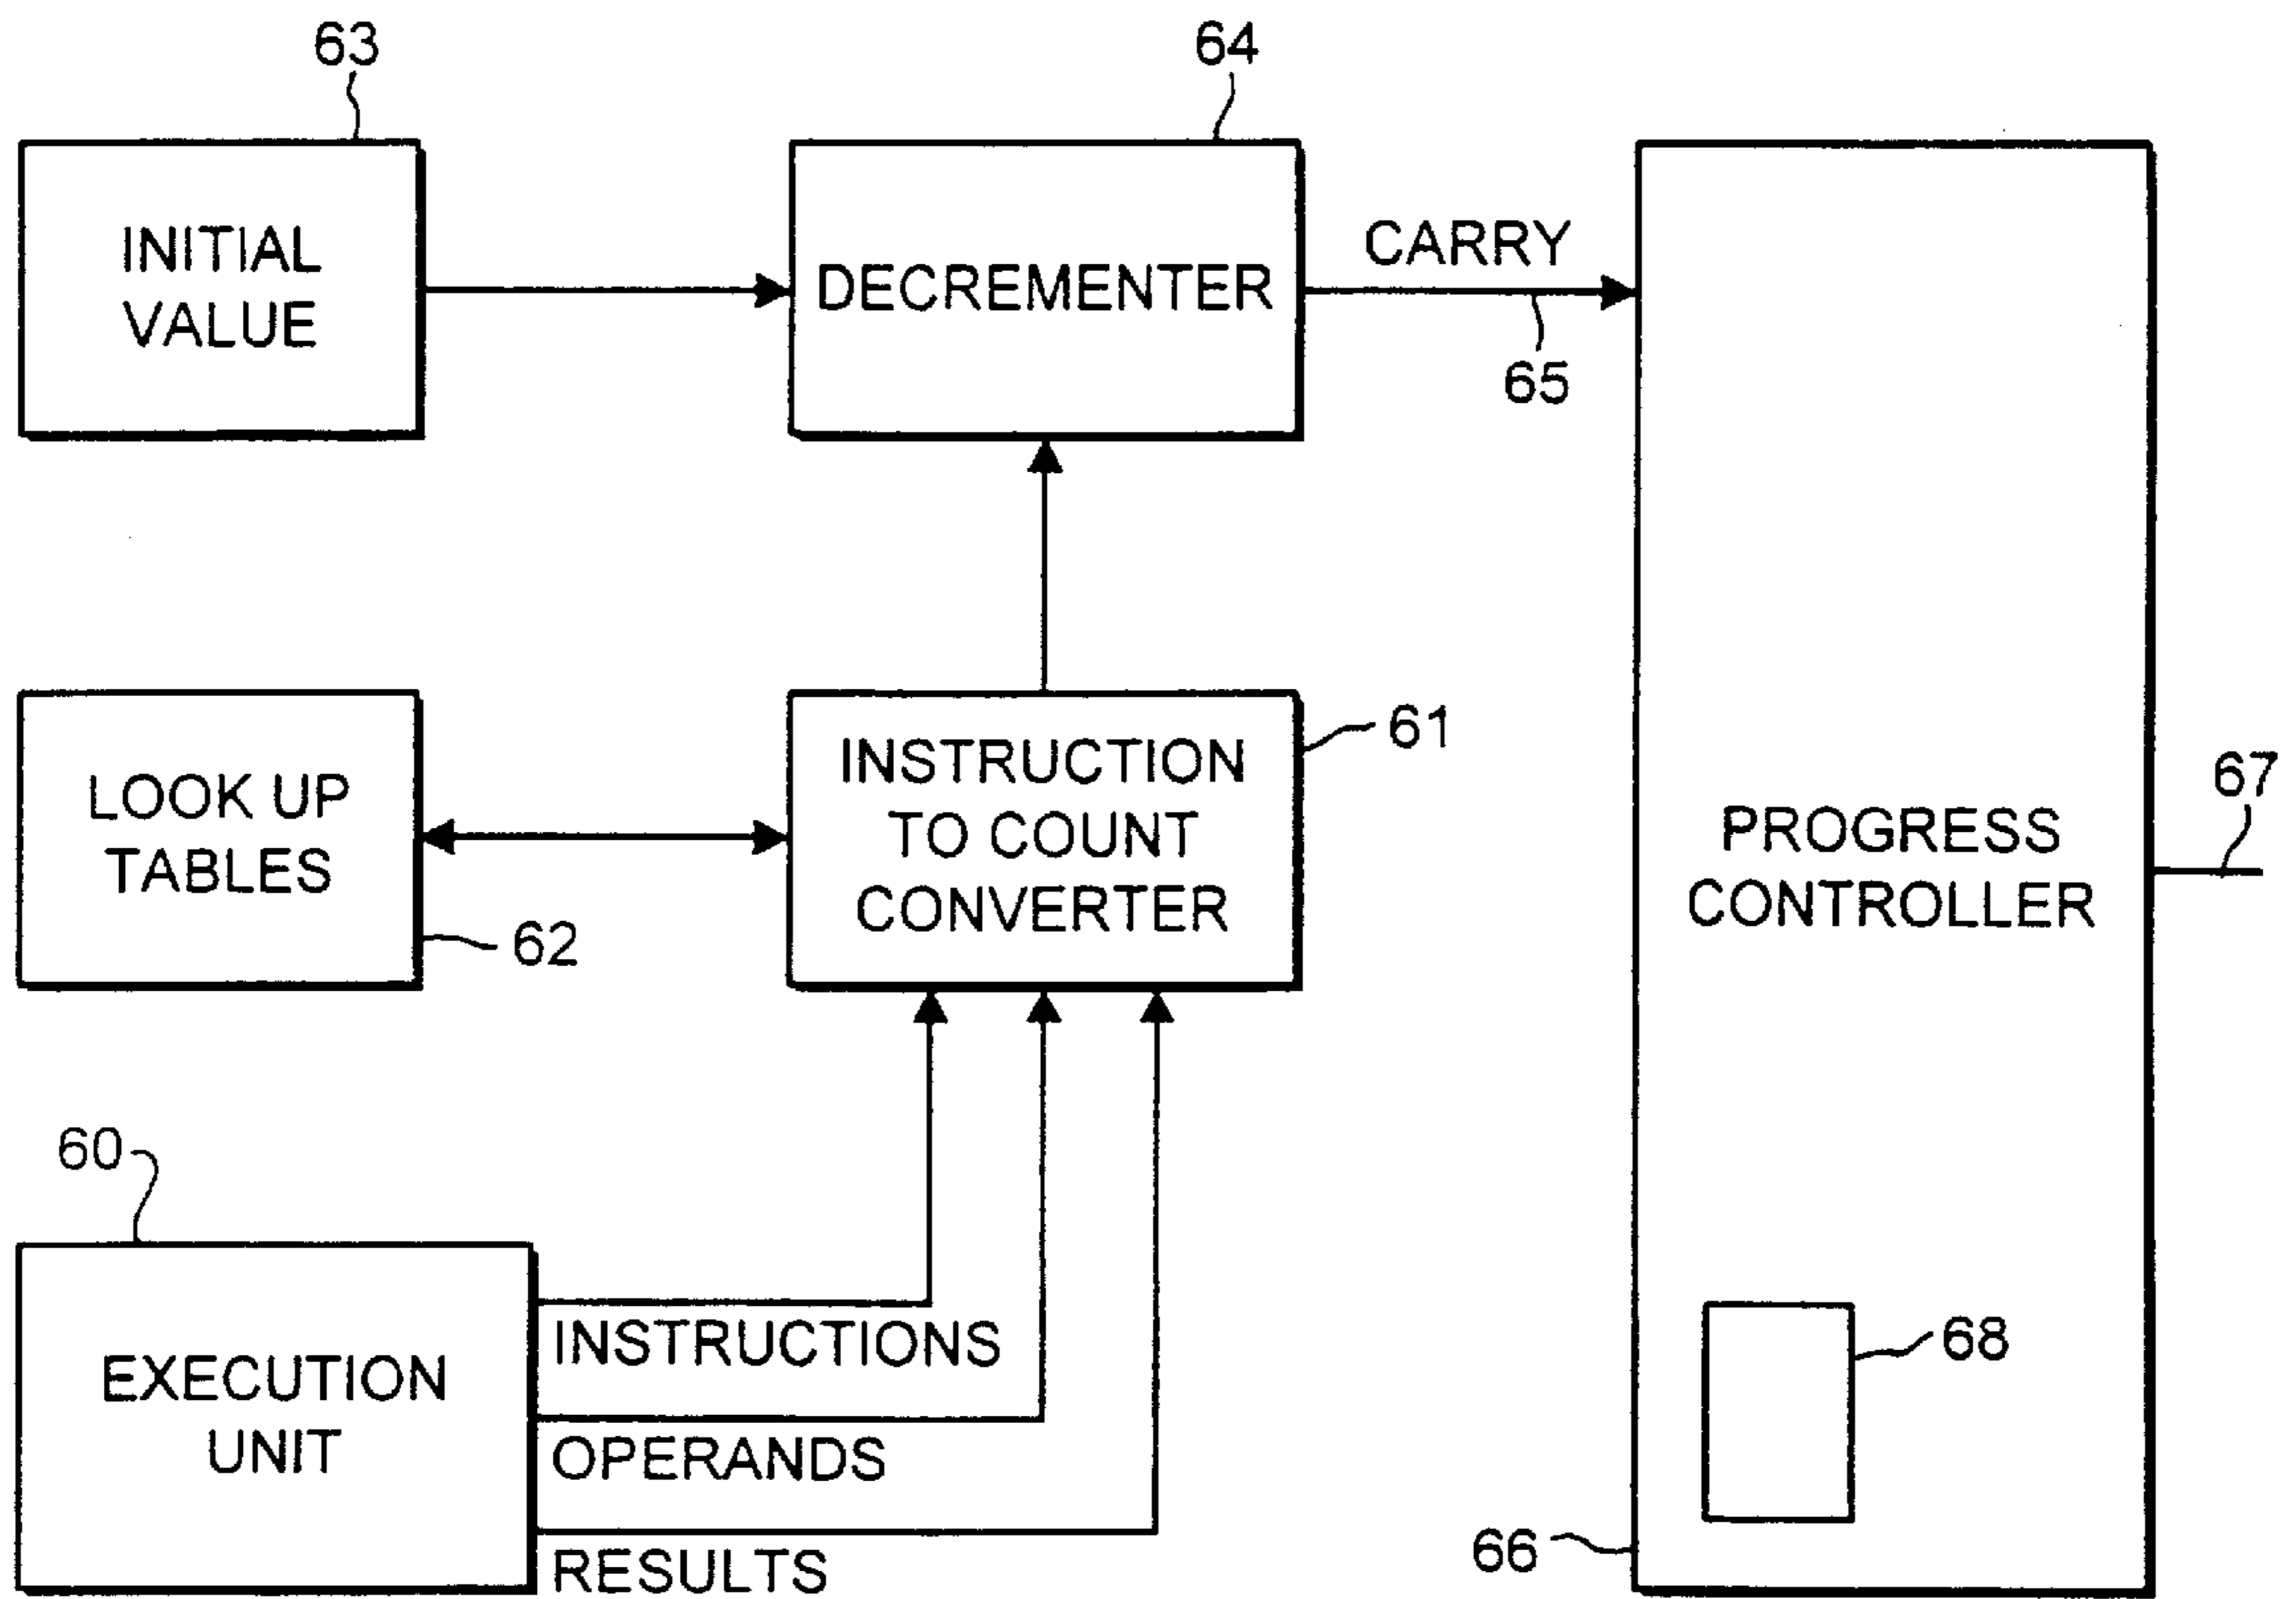 63
64
INITIAL
VALUE
DECREMENTER
CARRY
65
LOOK UP
TABLES
62
INSTRUCTION
TO COUNT
CONVERTER
61
PROGRESS
CONTROLLER
67
60
EXECUTION
UNIT
INSTRUCTIONS
OPERANDS
RESULTS
68
66